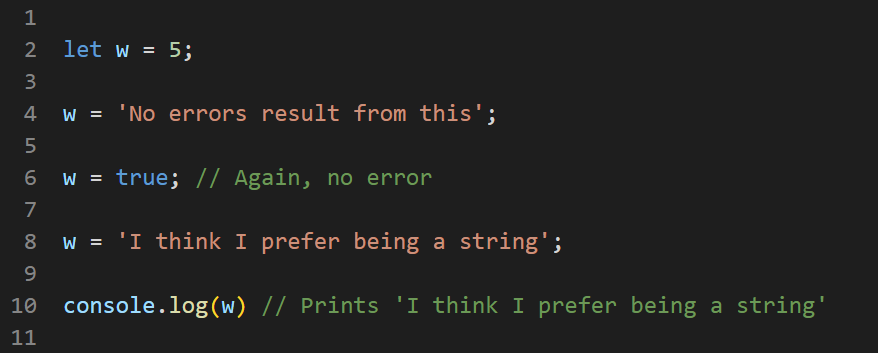 1
2 let w = 5;
3
4 w = 'No errors result from this';
5
6 w = true; // Again, no error
7
8 w = 'I think I prefer being a string';
9
10 console.log(w) // Prints 'I think I prefer being a string'
11